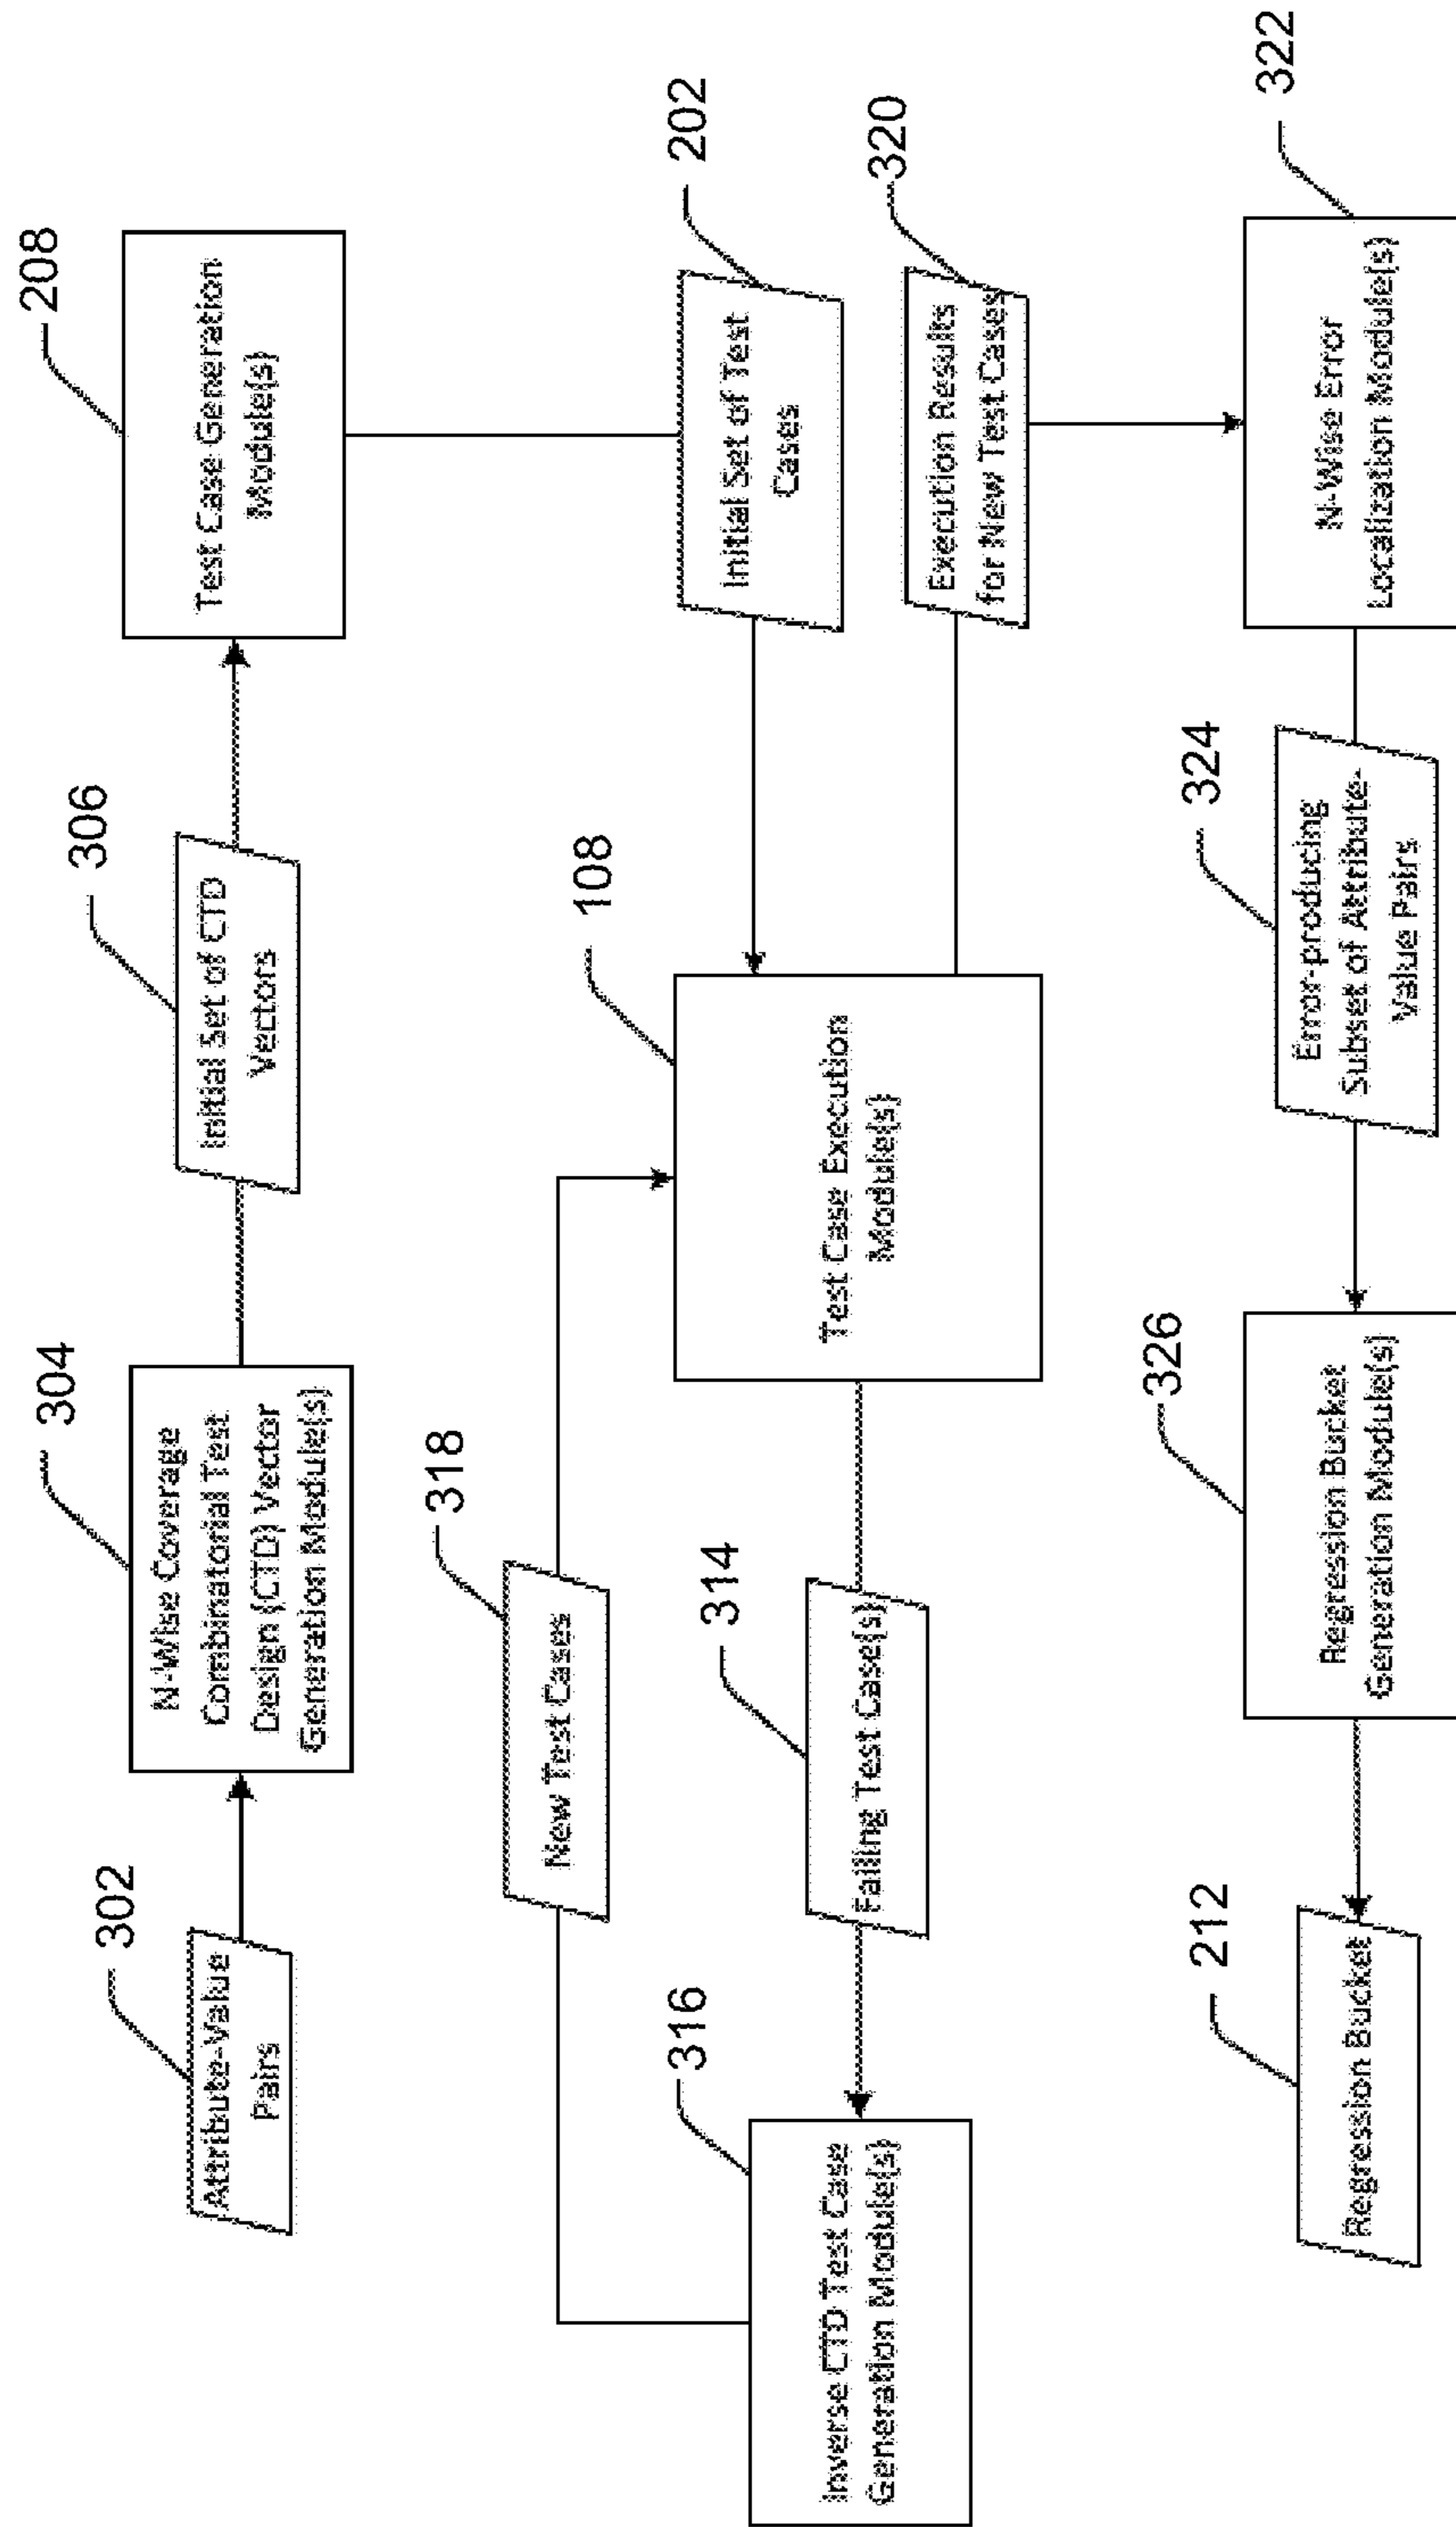 302
Attribute-Value
Pairs
304
N-Wise Coverage
Combinatorial Test
Design (CTD) Vector
Generation Module(s)
306
Initial Set of CTD
Vectors
208
Test Case Generation
Module(s)
318
New Test Cases
202
Initial Set of Test
Cases
316
Inverse CTD Test Case
Generation Module(s)
314
Failing Test Case(s)
108
Test Case Execution
Module(s)
320
Execution Results
for New Test Cases
212
Regression Bucket
326
Regression Bucket
Generation Module(s)
324
Error-producing
Subset of Attribute-
Value Pairs
322
N-Wise Error
Localization Module(s)